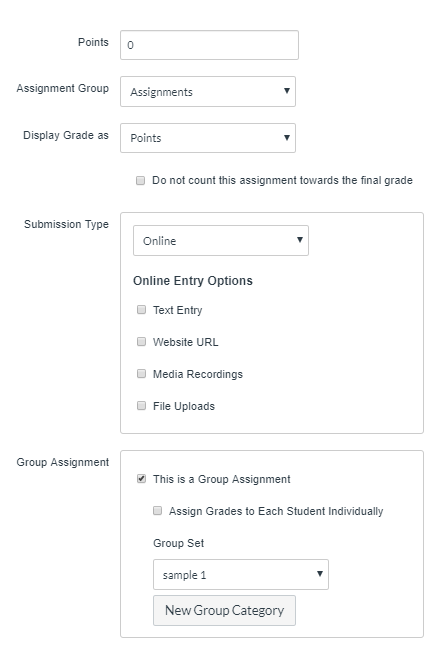 Points 0
Assignment Group Assignments
Display Grade as Points
Do not count this assignment towards the final grade
Submission Type
Online
Online Entry Options
Text Entry
Website URL
Media Recordings
File Uploads
Group Assignment
This is a Group Assignment
Assign Grades to Each Student Individually
Group Set
sample 1
New Group Category